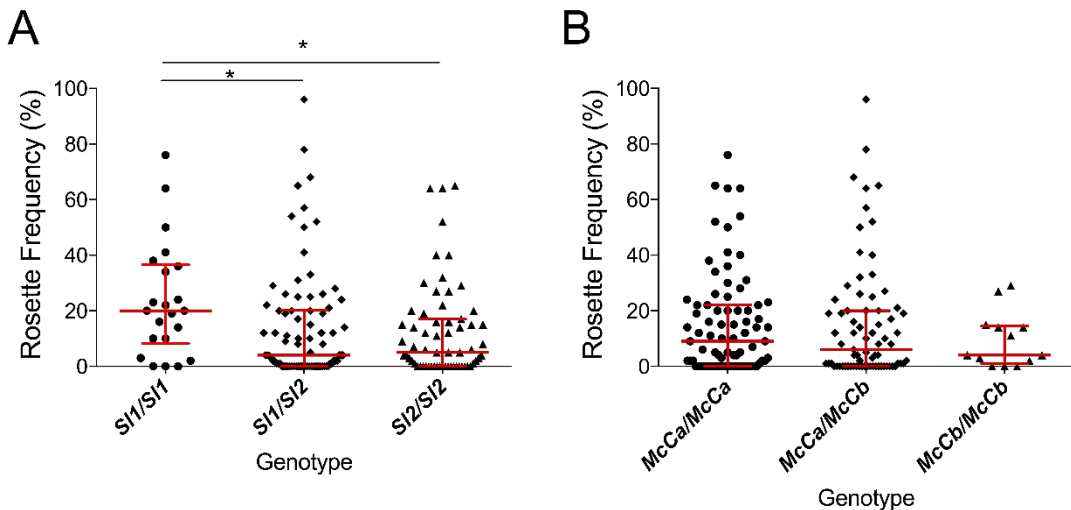 A
*
*
Rosette Frequency (%)
100
80
60
40
20
0
Sl1/Sl1
Sl1/Sl2
Sl2/Sl2
Genotype
B
Rosette Frequency (%)
100
80
60
40
20
0
McCa/McCa
McCa/McCb
McCb/McCb
Genotype